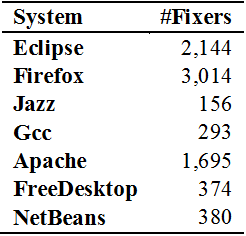 System #Fixers
Eclipse 2,144
Firefox 3,014
Jazz 156
Gcc 293
Apache 1,695
FreeDesktop 374
NetBeans 380